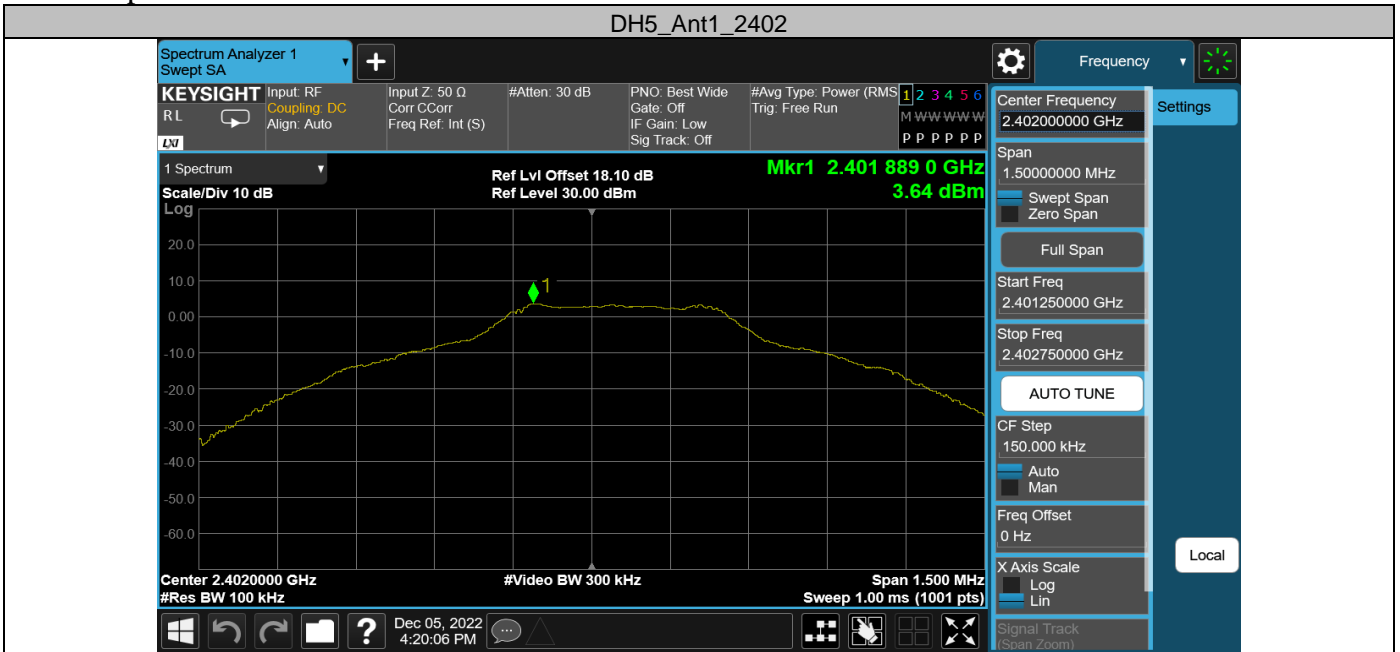 DH5_Ant1_2402
Spectrum Analyzer 1
Swept SA
Frequency
KEYSIGHT
RL
LXI
Input: RF
Coupling: DC
Align: Auto
Input Z: 50 Ω
Corr CCorr
Freq Ref: Int (S)
#Atten: 30 dB
PNO: Best Wide
Gate: Off
IF Gain: Low
Sig Track: Off
#Avg Type: Power (RMS
Trig: Free Run
1 2 3 4 5 6
M W W W W W
P P P P P P
1 Spectrum
Scale/Div 10 dB
Log
Ref Lvl Offset 18.10 dB
Ref Level 30.00 dBm
Mkr1 2.401 889 0 GHz
3.64 dBm
1
20.0
10.0
0.00
-10.0
-20.0
-30.0
-40.0
-50.0
-60.0
Center 2.4020000 GHz
#Res BW 100 kHz
#Video BW 300 kHz
Span 1.500 MHz
Sweep 1.00 ms (1001 pts)
Dec 05, 2022
4:20:06 PM
Center Frequency
2.402000000 GHz
Span
1.50000000 MHz
Swept Span
Zero Span
Full Span
Start Freq
2.401250000 GHz
Stop Freq
2.402750000 GHz
AUTO TUNE
CF Step
150.000 kHz
Auto
Man
Freq Offset
0 Hz
X Axis Scale
Log
Lin
Signal Track
(Span Zoom)
Settings
Local